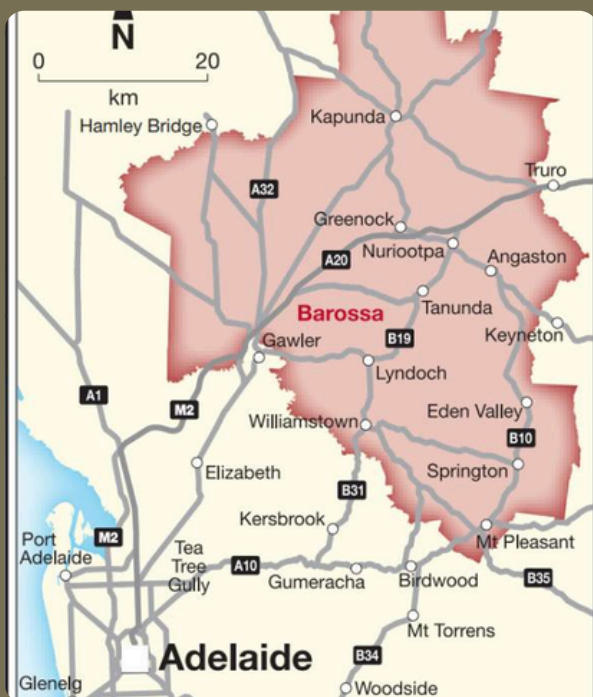 N
0 20
km
Hamley Bridge
Kapunda
Truro
A32
Greenock
Nuriootpa
A20
Angaston
Tanunda
Barossa
Keyneton
B19
Gawler
Lyndoch
A1
M2
Eden Valley
Williamstown
B10
Elizabeth
Springton
B31
Kersbrook
M2
Port
Adelaide
Tea
Tree
Gully
Mt Pleasant
A10
Gumeracha
Birdwood
B35
Mt Torrens
Adelaide
B34
Glenelg
Woodside